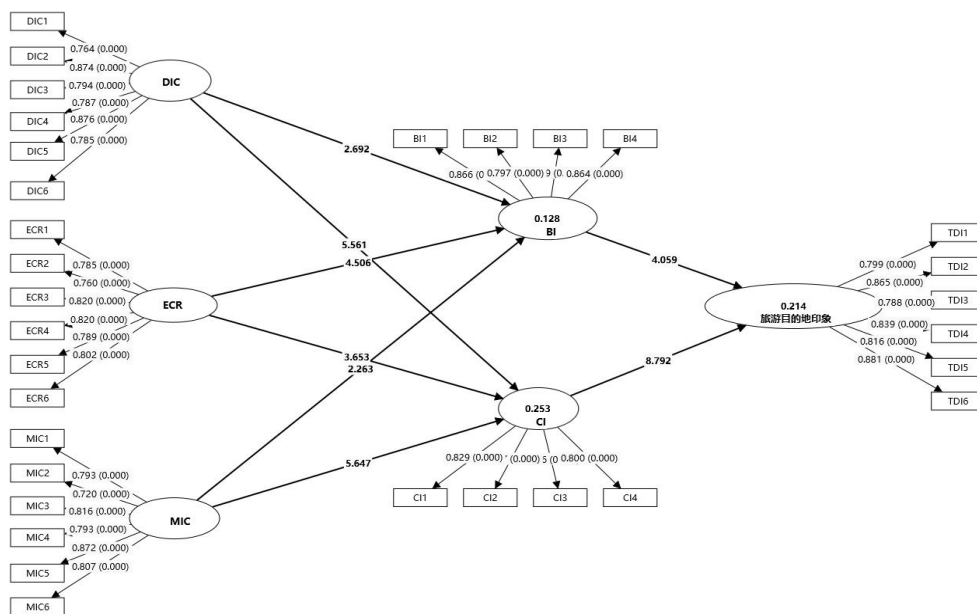 DIC1
0.764 (0.000)
DIC2
0.874 (0.000)
DIC3
0.794 (0.000)
DIC4
0.787 (0.000)
DIC5
0.876 (0.000)
DIC6
0.785 (0.000)
DIC
2.692
5.561
BI1
BI2
BI3
BI4
0.866
0.797 (0.000)
0.864 (0.000)
0.128
BI
ECR1
0.785 (0.000)
ECR2
0.760 (0.000)
ECR3
0.820 (0.000)
ECR4
0.820 (0.000)
ECR5
0.789 (0.000)
ECR6
0.802 (0.000)
ECR
4.506
3.653
2.263
4.059
8.792
0.214
旅游目的地印象
TDI1
0.799 (0.000)
TDI2
0.865 (0.000)
TDI3
0.788 (0.000)
TDI4
0.839 (0.000)
TDI5
0.816 (0.000)
TDI6
0.881 (0.000)
MIC1
0.793 (0.000)
MIC2
0.720 (0.000)
MIC3
0.816 (0.000)
MIC4
0.793 (0.000)
MIC5
0.872 (0.000)
MIC6
0.807 (0.000)
MIC
5.647
0.253
CI
0.829 (0.000)
(0.000)
0.800 (0.000)
CI1
CI2
CI3
CI4